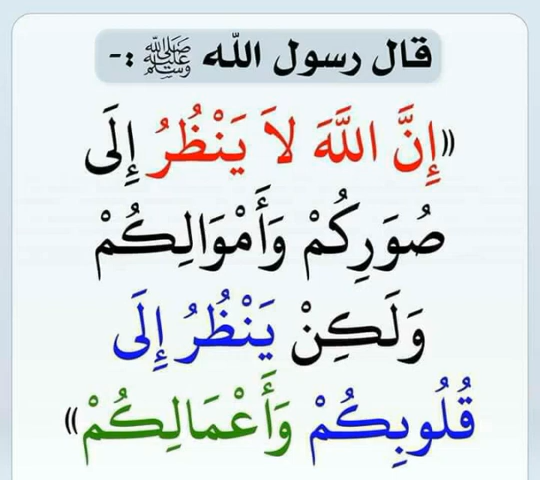 قال رسول الله ﷺ :-
«إِنَّ اللَّهَ لاَ يَنْظُرُ إِلَى
صُوَرِكُمْ وَأَمْوَالِكُمْ
وَلَكِنْ يَنْظُرُ إِلَى
قُلُوبِكُمْ وَأَعْمَالِكُمْ»